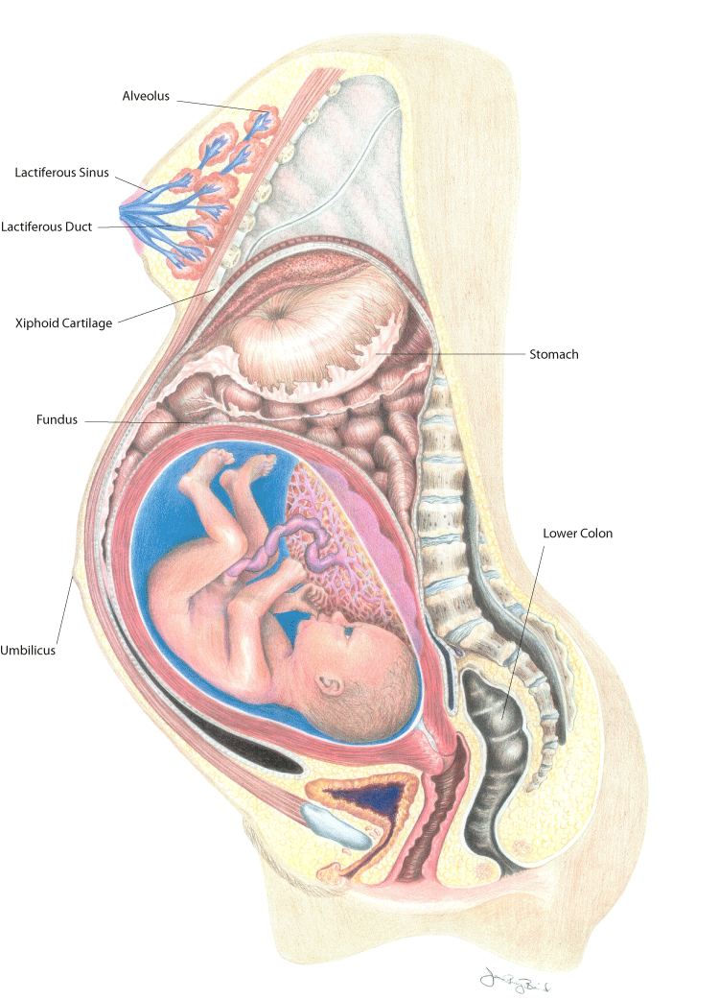 Alveolus
Lactiferous Sinus
Lactiferous Duct
Xiphoid Cartilage
Stomach
Fundus
Lower Colon
Umbilicus